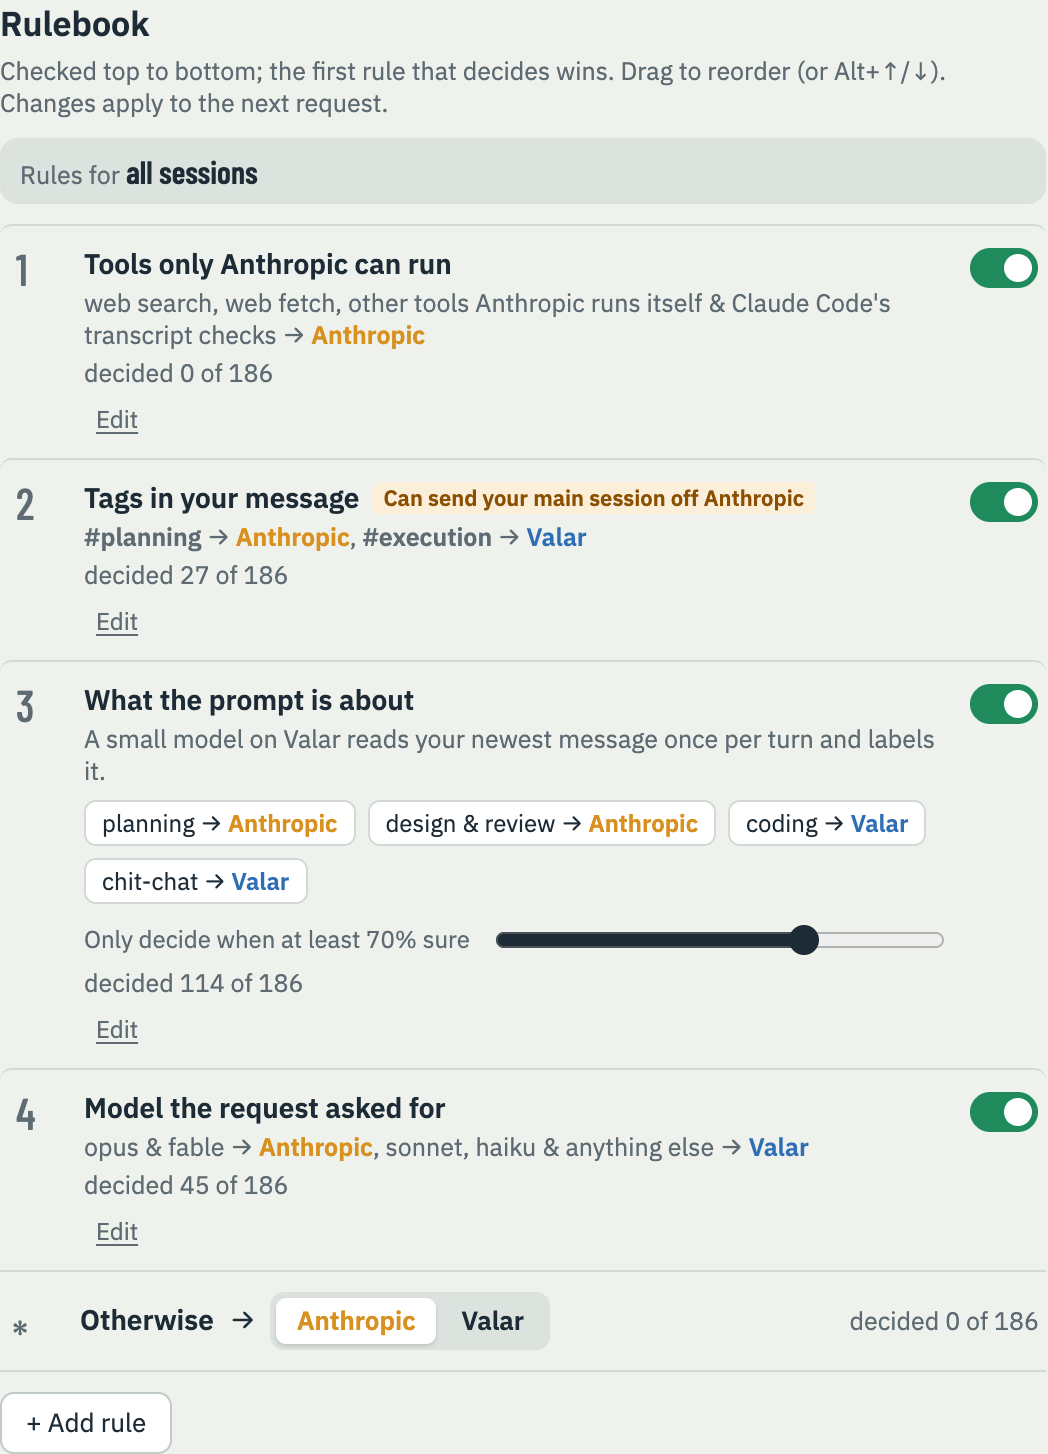 Rulebook
Checked top to bottom; the first rule that decides wins. Drag to reorder (or Alt+↑/↓).
Changes apply to the next request.
Rules for all sessions
1
Tools only Anthropic can run
web search, web fetch, other tools Anthropic runs itself & Claude Code's
transcript checks → Anthropic
decided 0 of 186
Edit
2
Tags in your message Can send your main session off Anthropic
#planning → Anthropic, #execution → Valar
decided 27 of 186
Edit
3
What the prompt is about
A small model on Valar reads your newest message once per turn and labels
it.
planning → Anthropic design & review → Anthropic coding → Valar
chit-chat → Valar
Only decide when at least 70% sure
decided 114 of 186
Edit
4
Model the request asked for
opus & fable → Anthropic, sonnet, haiku & anything else → Valar
decided 45 of 186
Edit
* Otherwise → Anthropic Valar decided 0 of 186
+ Add rule